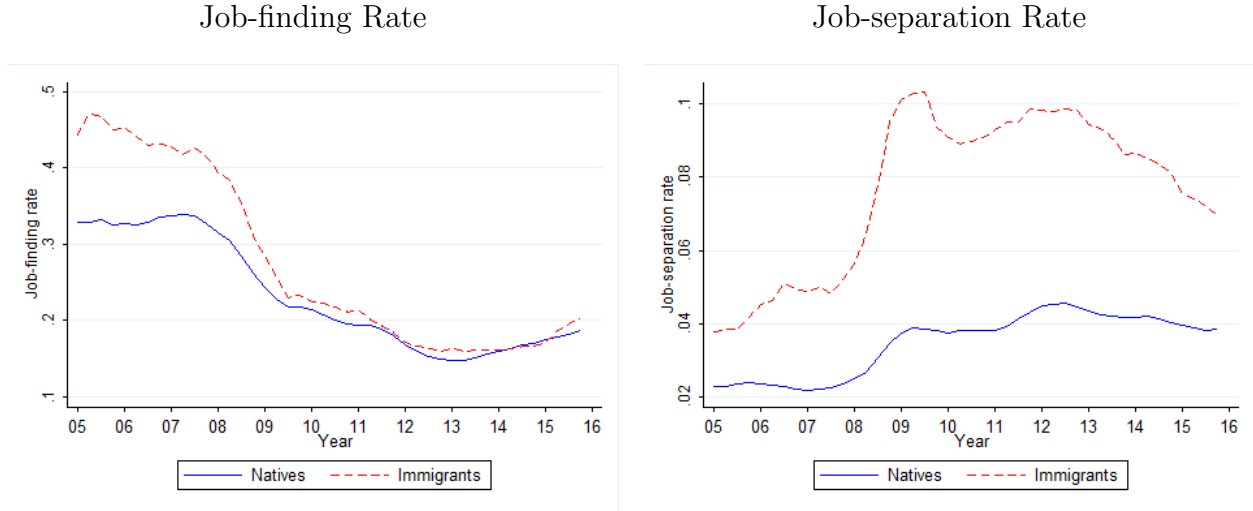 Job-finding Rate
Job-finding rate
.5
.4
.3
.2
.1
05 06 07 08 09 10 11 12 13 14 15 16
Year
Natives Immigrants
Job-separation Rate
Job-separation rate
.1
.08
.06
.04
.02
05 06 07 08 09 10 11 12 13 14 15 16
Year
Natives Immigrants